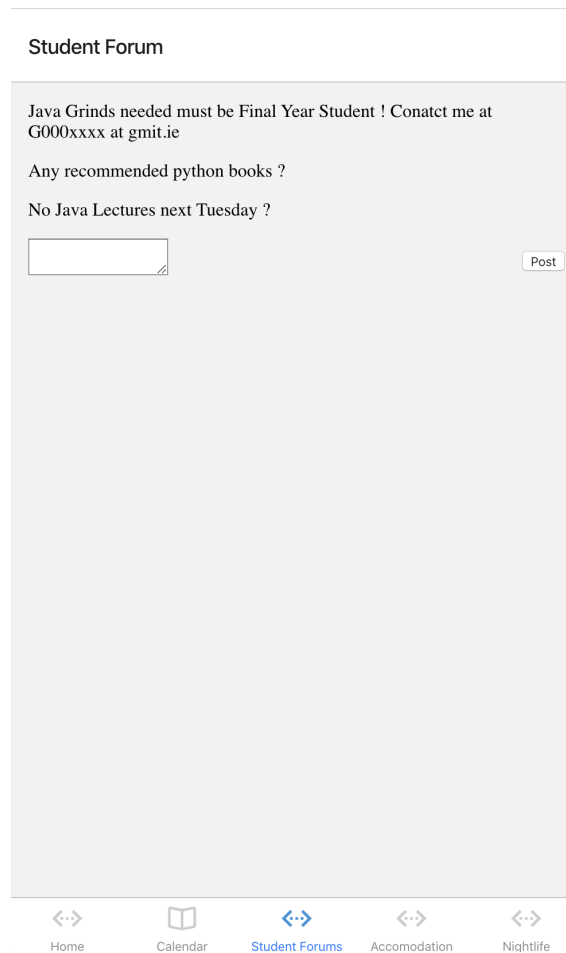 Student Forum
Java Grinds needed must be Final Year Student ! Conatct me at
G000xxxx at gmit.ie
Any recommended python books ?
No Java Lectures next Tuesday ?
Post
Home
Calendar
Student Forums
Accomodation
Nightlife